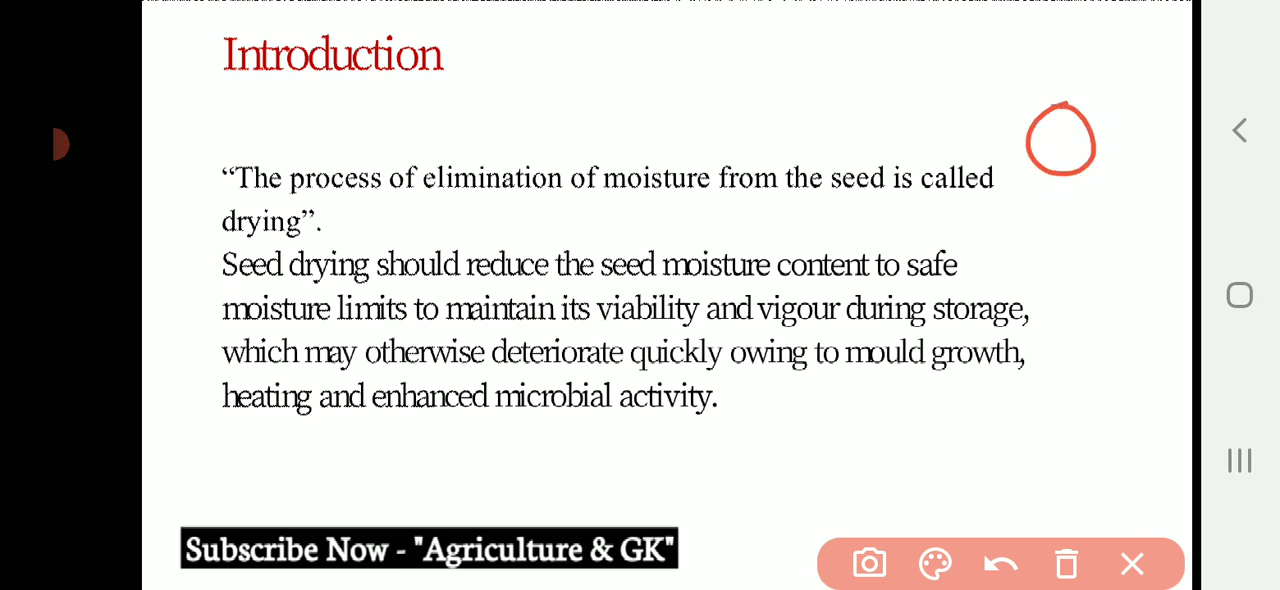 Introduction
“The process of elimination of moisture from the seed is called
drying”.
Seed drying should reduce the seed moisture content to safe
moisture limits to maintain its viability and vigour during storage,
which may otherwise deteriorate quickly owing to mould growth,
heating and enhanced microbial activity.
Subscribe Now - "Agriculture & GK"